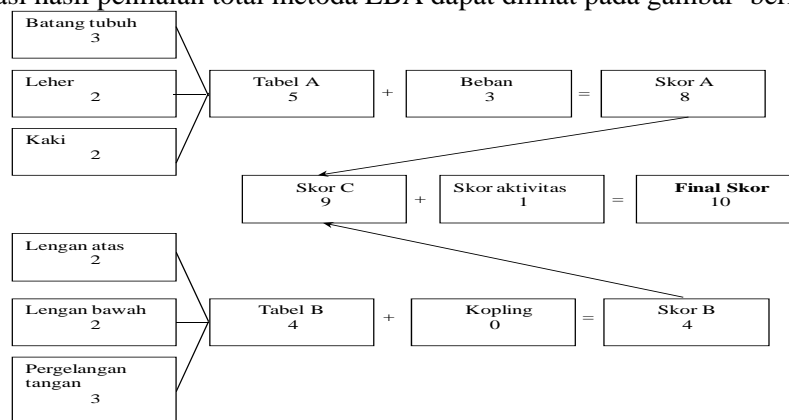 Batang tubuh
3
Leher
2
Kaki
2
Tabel A
5
+
Beban
3
=
Skor A
8
Skor C
9
+
Skor aktivitas
1
=
Final Skor
10
Lengan atas
2
Lengan bawah
2
Pergelangan
tangan
3
Tabel B
4
+
Kopling
0
=
Skor B
4